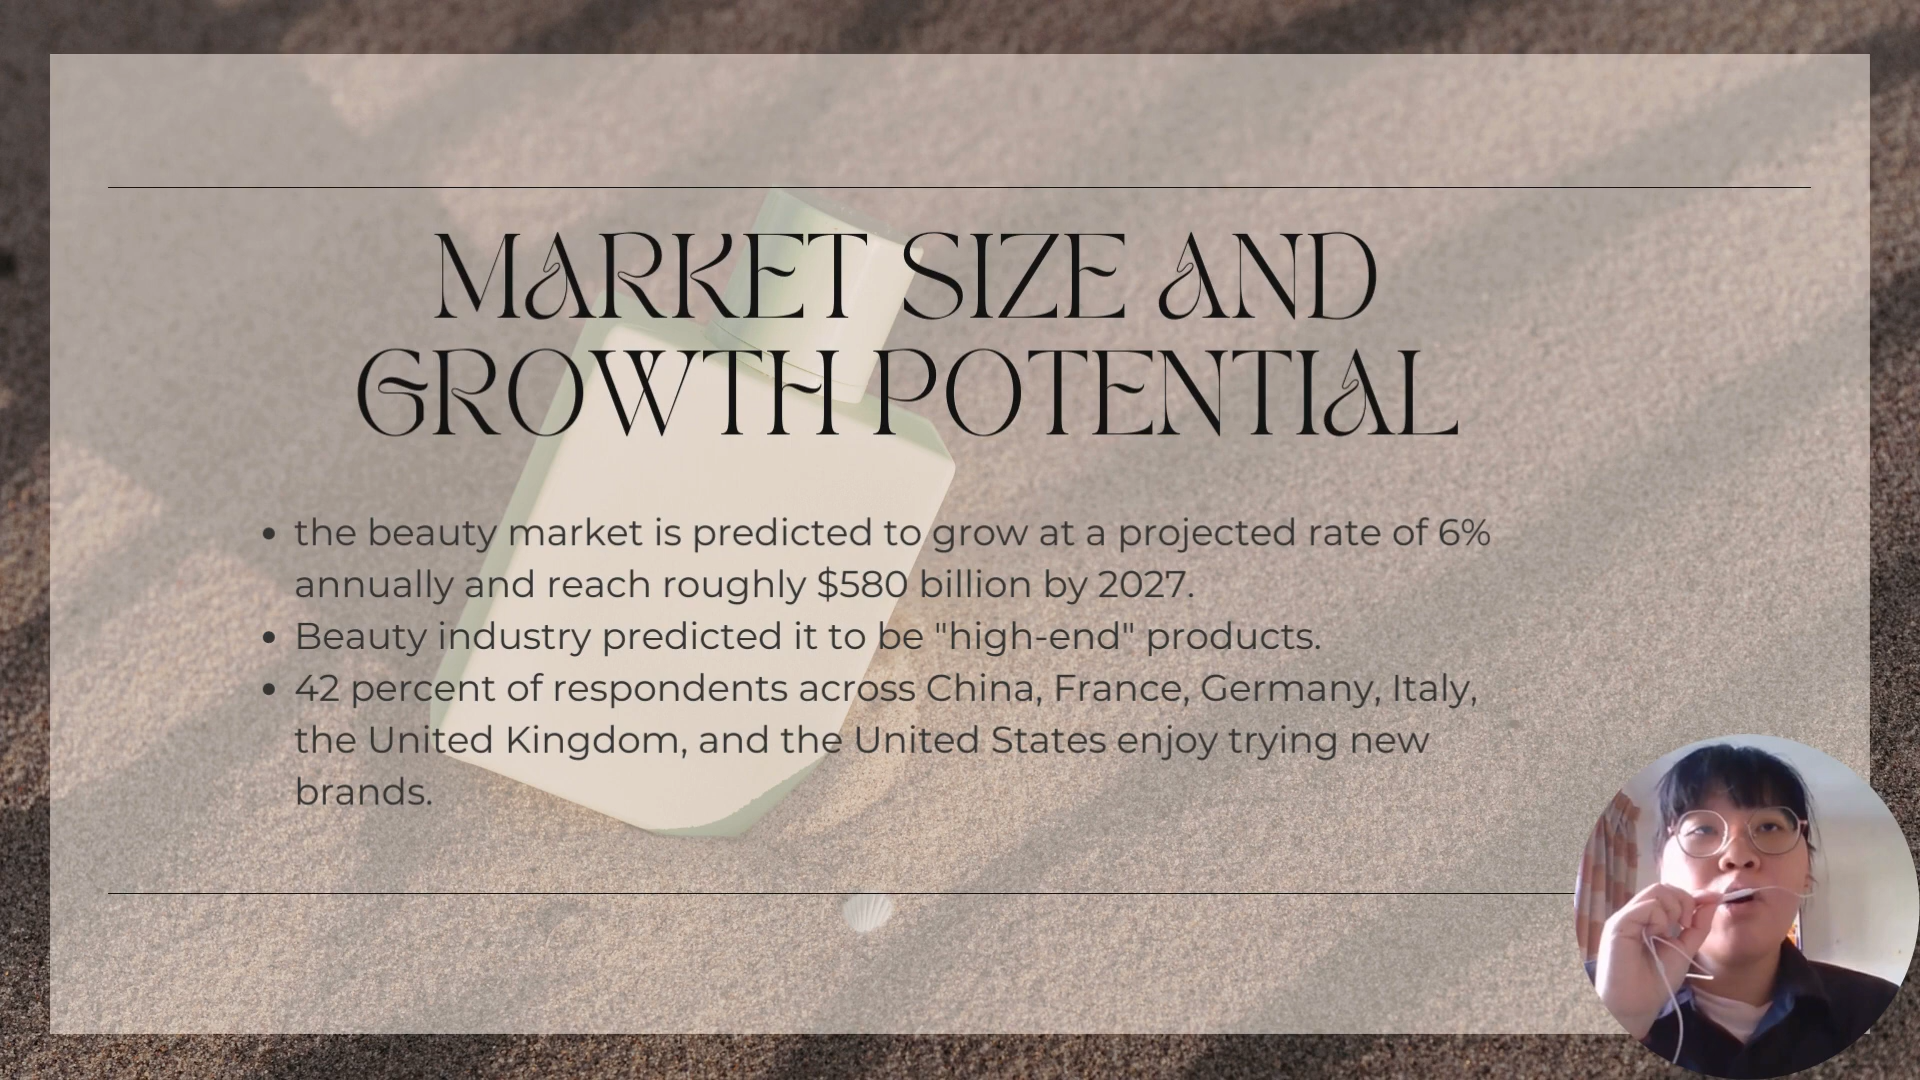 MARKET SIZE AND
GROWTH POTENTIAL
• the beauty market is predicted to grow at a projected rate of 6%
annually and reach roughly $580 billion by 2027.
• Beauty industry predicted it to be "high-end" products.
• 42 percent of respondents across China, France, Germany, Italy,
the United Kingdom, and the United States enjoy trying new
brands.